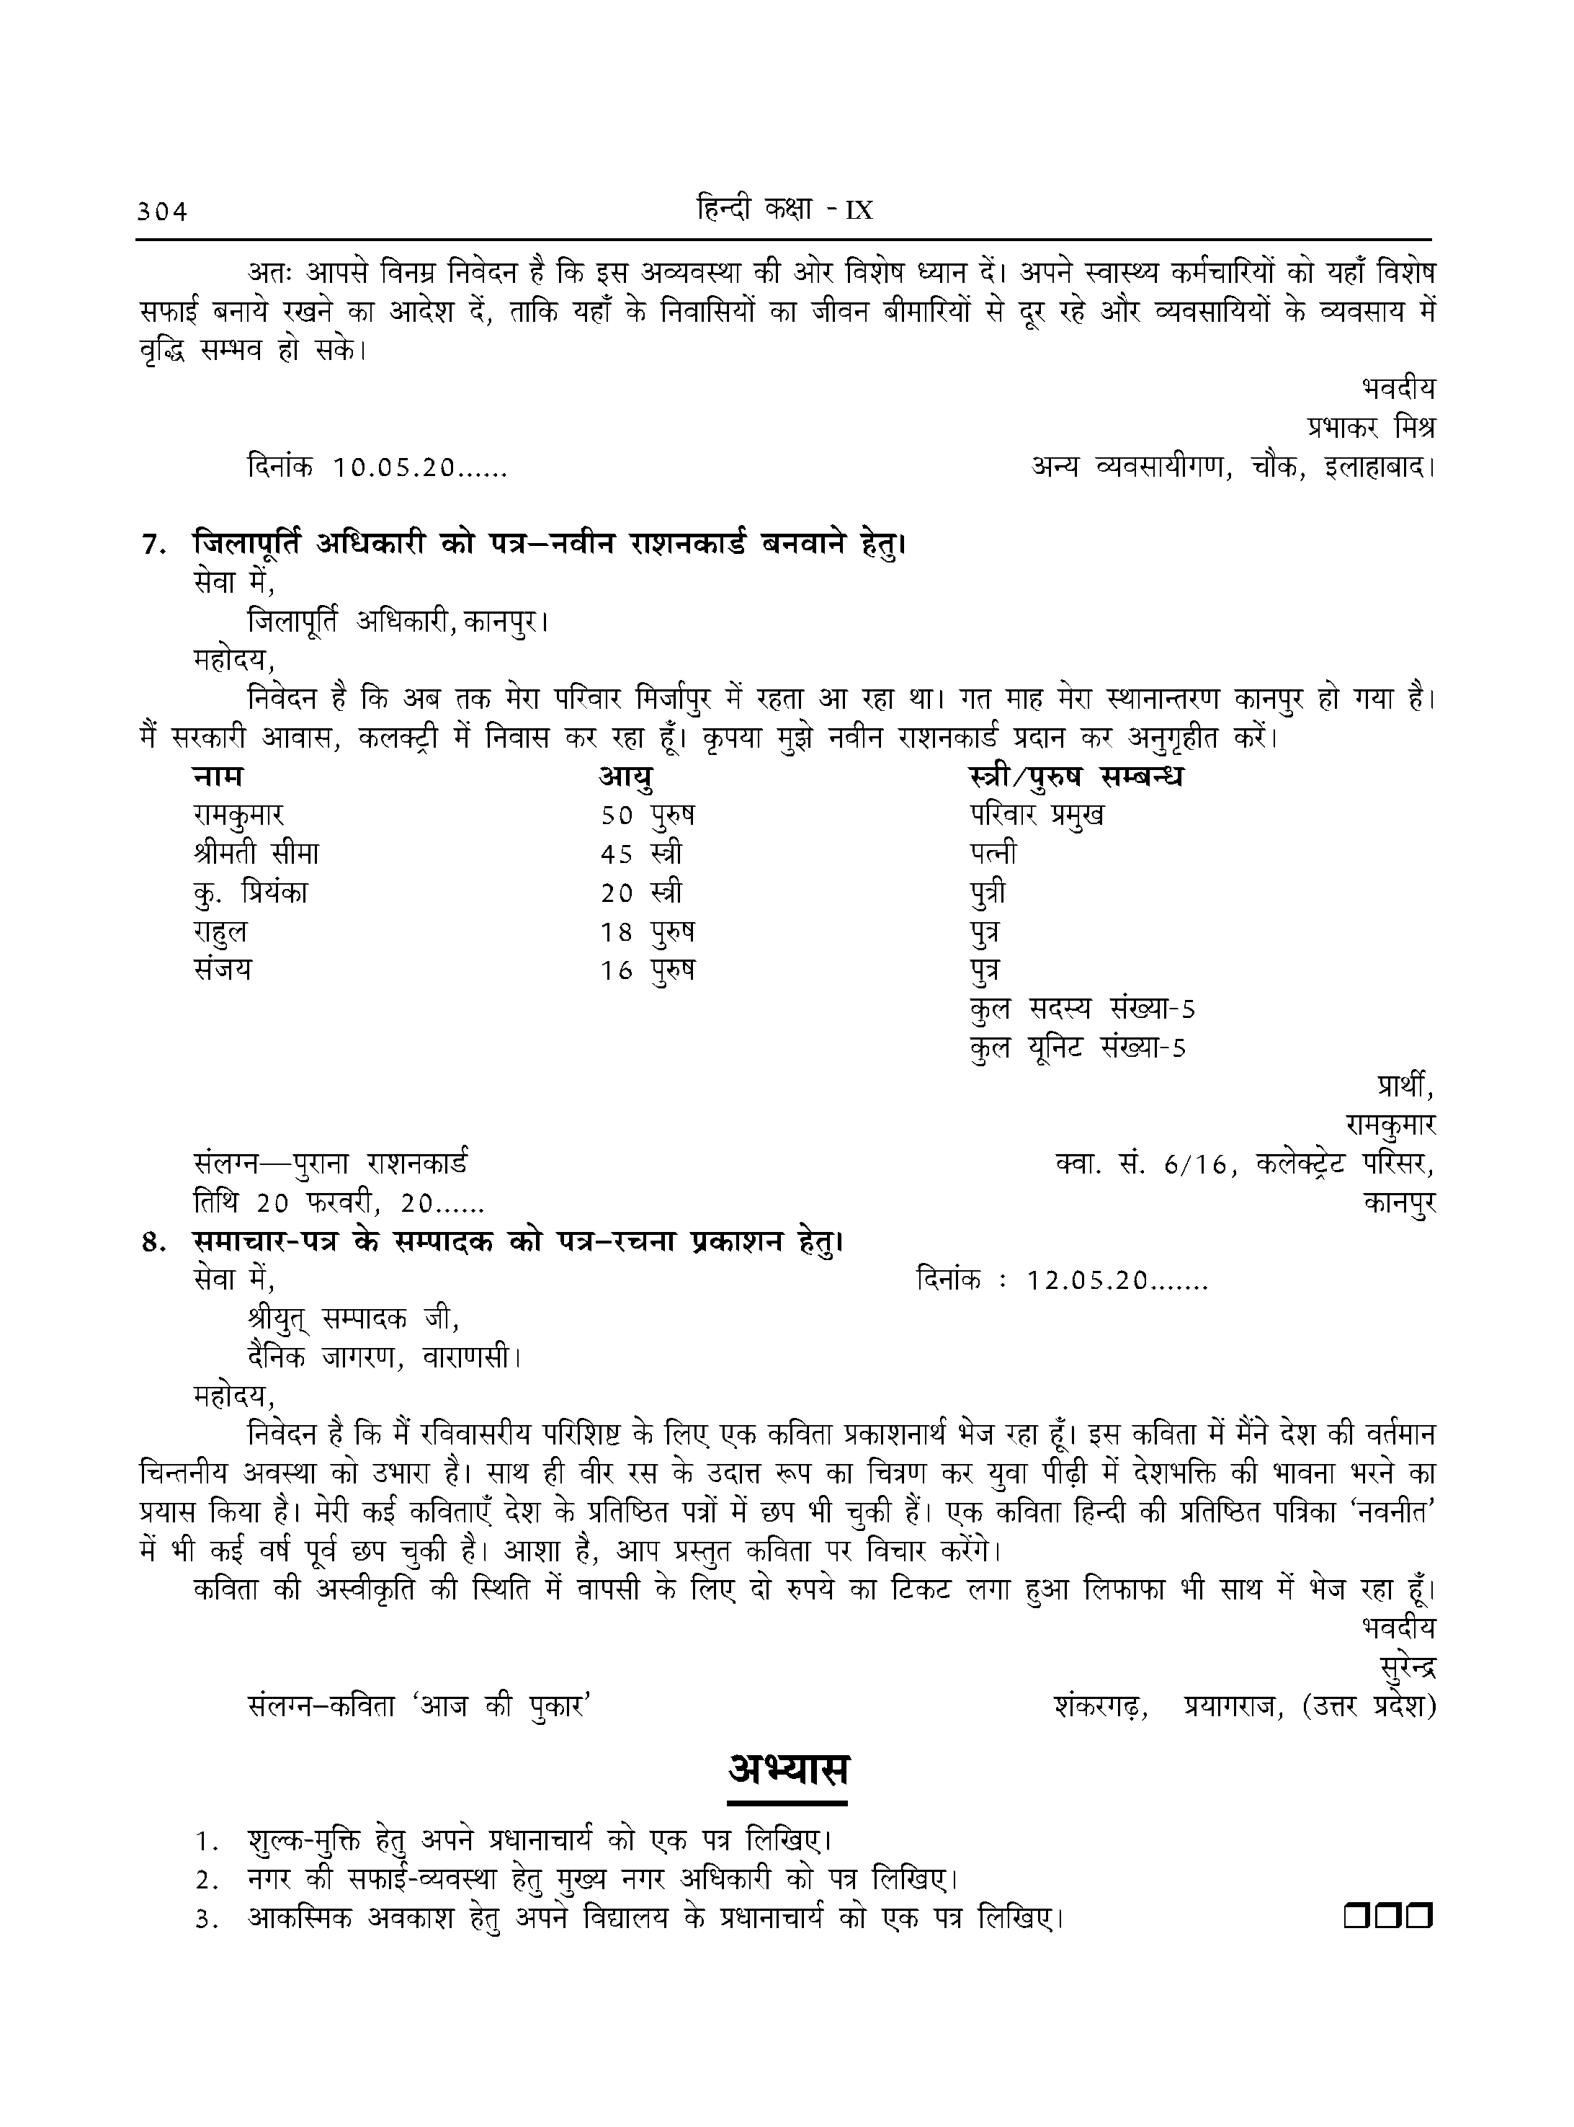 304
हिन्दी कक्षा - IX
अतः आपसे विनम्र निवेदन है कि इस अव्यवस्था की ओर विशेष ध्यान दें। अपने स्वास्थ्य कर्मचारियों को यहाँ विशेष
सफाई बनाये रखने का आदेश दें, ताकि यहाँ के निवासियों का जीवन बीमारियों से दूर रहे और व्यवसायियों के व्यवसाय में
वृद्धि सम्भव हो सके।
भवदीय
प्रभाकर मिश्र
दिनांक 10.05.20...... अन्य व्यवसायीगण, चौक, इलाहाबाद।
7. जिलापूर्ति अधिकारी को पत्र–नवीन राशनकार्ड बनवाने हेतु।
सेवा में,
जिलापूर्ति अधिकारी, कानपुर।
महोदय,
निवेदन है कि अब तक मेरा परिवार मिर्जापुर में रहता आ रहा था। गत माह मेरा स्थानान्तरण कानपुर हो गया है।
मैं सरकारी आवास, कलक्ट्री में निवास कर रहा हूँ। कृपया मुझे नवीन राशनकार्ड प्रदान कर अनुगृहीत करें।
नाम आयु स्त्री/पुरुष सम्बन्ध
रामकुमार 50 पुरुष परिवार प्रमुख
श्रीमती सीमा 45 स्त्री पत्नी
कु. प्रियंका 20 स्त्री पुत्री
राहुल 18 पुरुष पुत्र
संजय 16 पुरुष पुत्र
कुल सदस्य संख्या-5
कुल यूनिट संख्या-5
प्रार्थी,
रामकुमार
संलग्न—पुराना राशनकार्ड क्वा. सं. 6/16, कलेक्ट्रेट परिसर,
तिथि 20 फरवरी, 20...... कानपुर
8. समाचार-पत्र के सम्पादक को पत्र–रचना प्रकाशन हेतु।
सेवा में, दिनांक : 12.05.20.......
श्रीयुत् सम्पादक जी,
दैनिक जागरण, वाराणसी।
महोदय,
निवेदन है कि मैं रविवासरीय परिशिष्ट के लिए एक कविता प्रकाशनार्थ भेज रहा हूँ। इस कविता में मैंने देश की वर्तमान
चिन्तनीय अवस्था को उभारा है। साथ ही वीर रस के उदात्त रूप का चित्रण कर युवा पीढ़ी में देशभक्ति की भावना भरने का
प्रयास किया है। मेरी कई कविताएँ देश के प्रतिष्ठित पत्रों में छप भी चुकी हैं। एक कविता हिन्दी की प्रतिष्ठित पत्रिका ‘नवनीत’
में भी कई वर्ष पूर्व छप चुकी है। आशा है, आप प्रस्तुत कविता पर विचार करेंगे।
कविता की अस्वीकृति की स्थिति में वापसी के लिए दो रुपये का टिकट लगा हुआ लिफाफा भी साथ में भेज रहा हूँ।
भवदीय
सुरेन्द्र
संलग्न–कविता ‘आज की पुकार’ शंकरगढ़, प्रयागराज, (उत्तर प्रदेश)
अभ्यास
1. शुल्क-मुक्ति हेतु अपने प्रधानाचार्य को एक पत्र लिखिए।
2. नगर की सफाई-व्यवस्था हेतु मुख्य नगर अधिकारी को पत्र लिखिए।
3. आकस्मिक अवकाश हेतु अपने विद्यालय के प्रधानाचार्य को एक पत्र लिखिए।